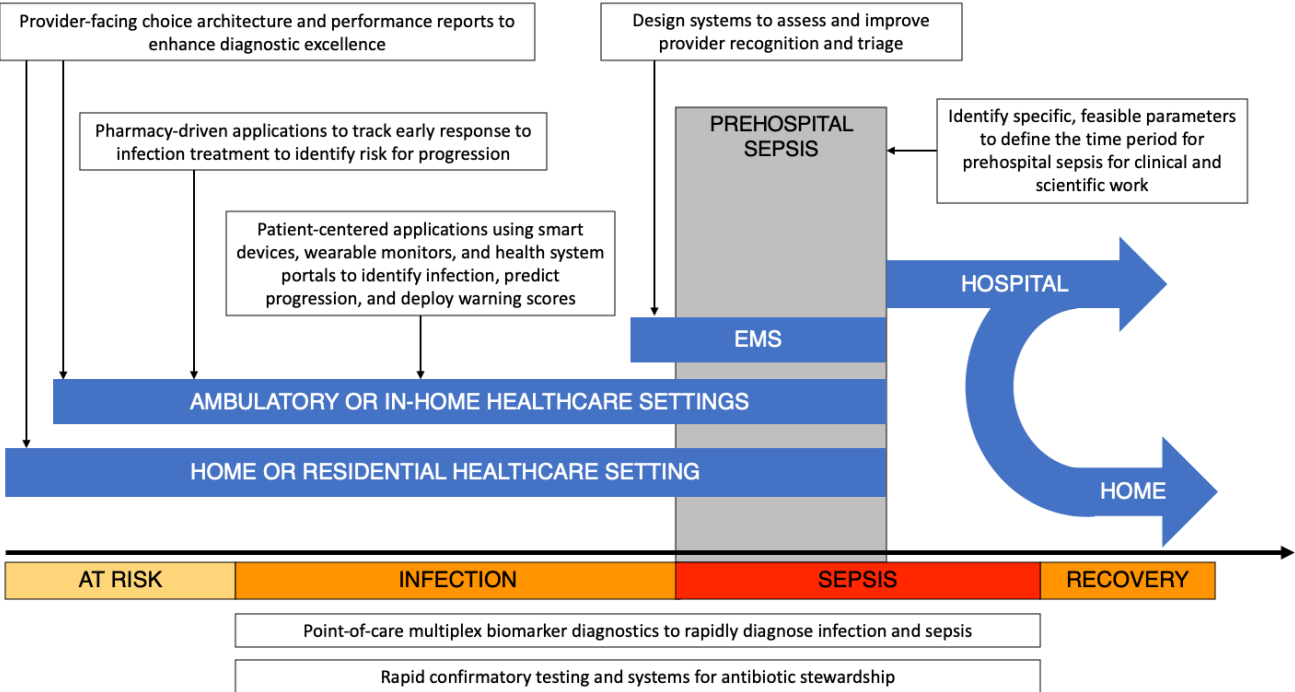 Provider-facing choice architecture and performance reports to
enhance diagnostic excellence
Design systems to assess and improve
provider recognition and triage
Pharmacy-driven applications to track early response to
infection treatment to identify risk for progression
PREHOSPITAL
SEPSIS
Identify specific, feasible parameters
to define the time period for
prehospital sepsis for clinical and
scientific work
Patient-centered applications using smart
devices, wearable monitors, and health system
portals to identify infection, predict
progression, and deploy warning scores
HOSPITAL
EMS
AMBULATORY OR IN-HOME HEALTHCARE SETTINGS
HOME OR RESIDENTIAL HEALTHCARE SETTING
HOME
AT RISK
INFECTION
SEPSIS
RECOVERY
Point-of-care multiplex biomarker diagnostics to rapidly diagnose infection and sepsis
Rapid confirmatory testing and systems for antibiotic stewardship